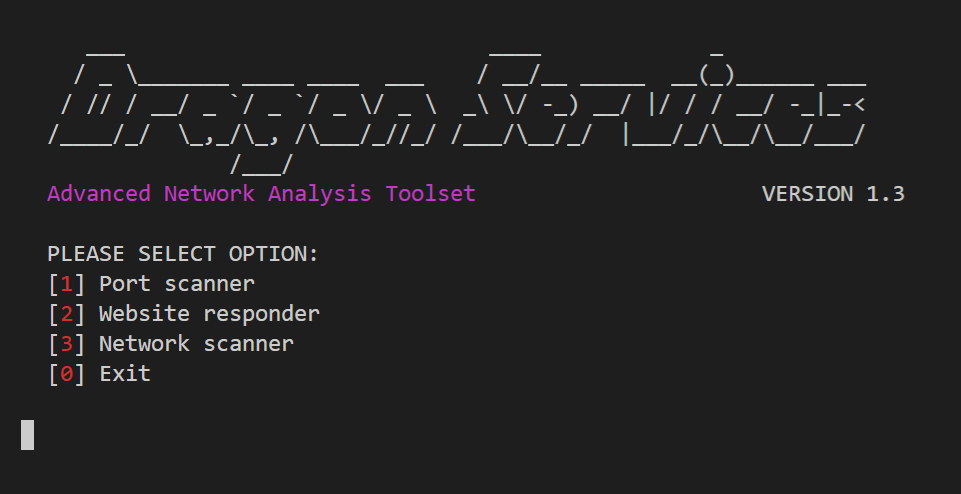 Dragon Services
Advanced Network Analysis Toolset VERSION 1.3
PLEASE SELECT OPTION:
[1] Port scanner
[2] Website responder
[3] Network scanner
[0] Exit